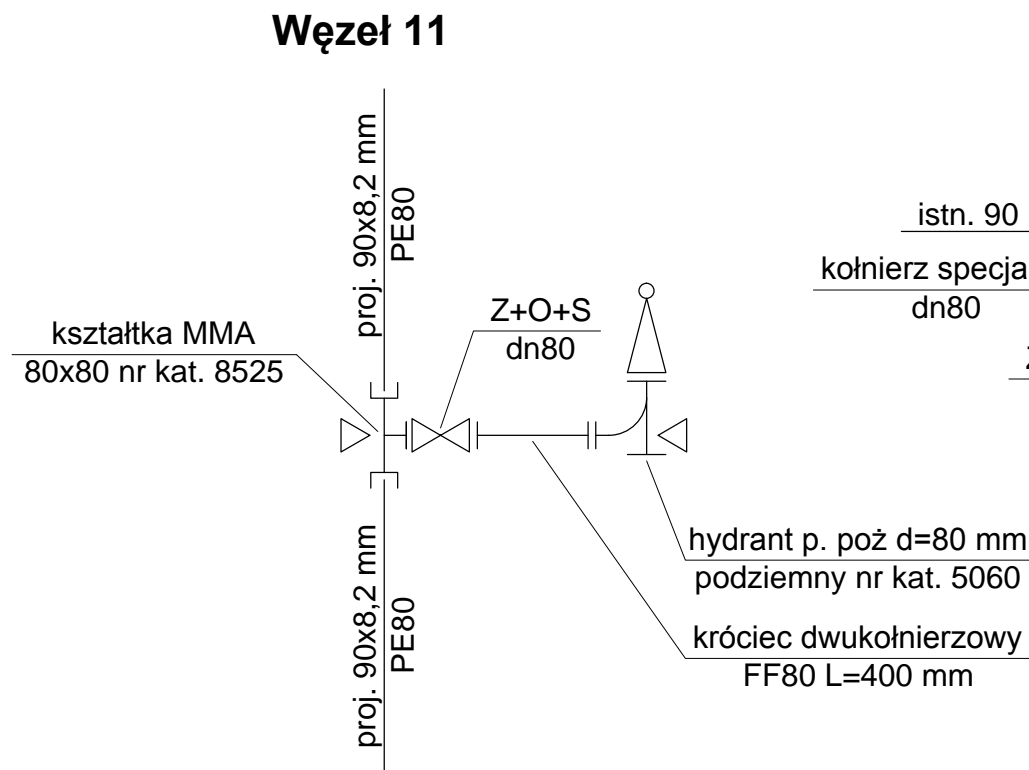 Węzeł 11
proj. 90x8,2 mm
PE80
kształtka MMA
80x80 nr kat. 8525
Z+O+S
dn80
hydrant p. poż d=80 mm
podziemny nr kat. 5060
króciec dwukołnierzowy
FF80 L=400 mm
proj. 90x8,2 mm
PE80
istn. 90
kołnierz specja
dn80